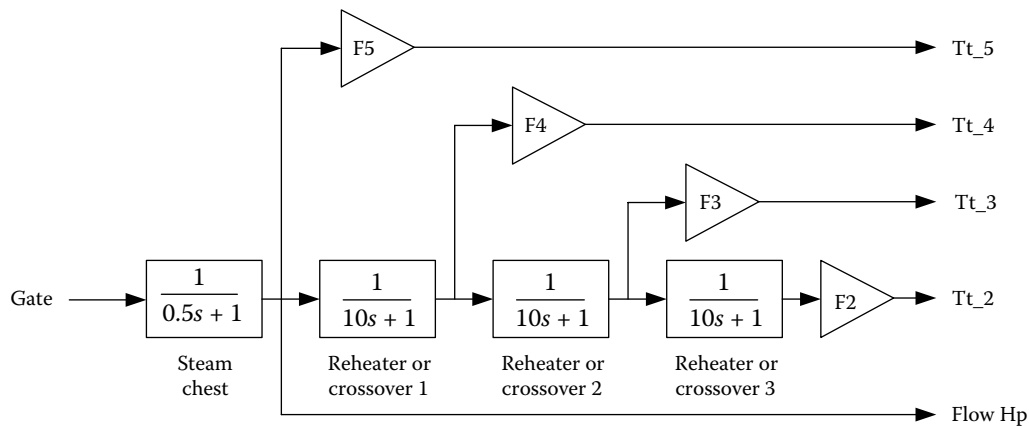 F5
Tt_5
F4
Tt_4
F3
Tt_3
Gate
1
0.5s + 1
1
10s + 1
1
10s + 1
1
10s + 1
F2
Tt_2
Steam
chest
Reheater or
crossover 1
Reheater or
crossover 2
Reheater or
crossover 3
Flow Hp